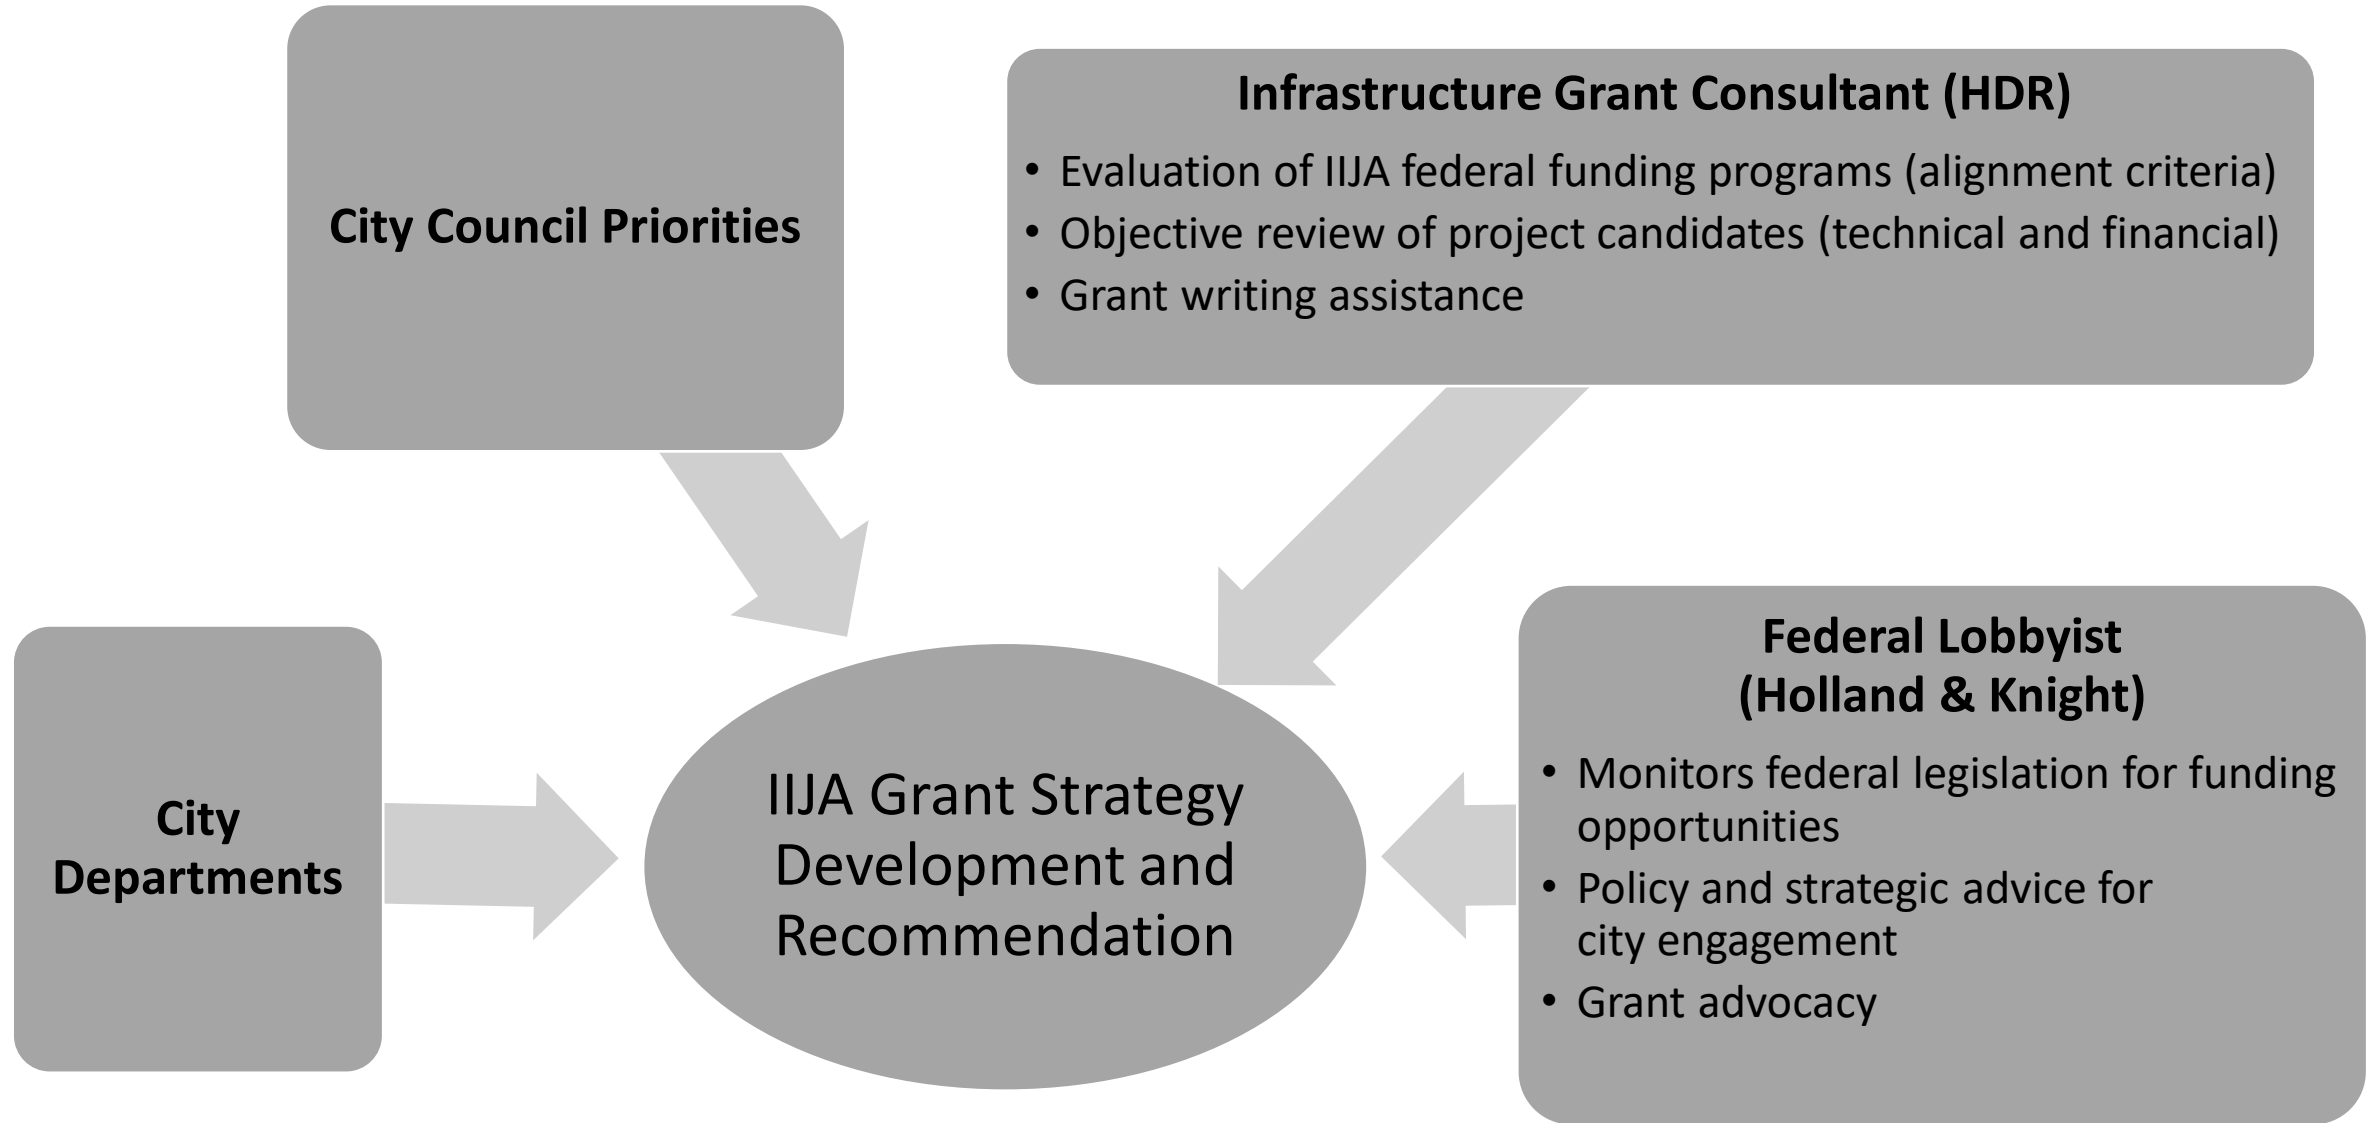 City Council Priorities
Infrastructure Grant Consultant (HDR)
• Evaluation of IIJA federal funding programs (alignment criteria)
• Objective review of project candidates (technical and financial)
• Grant writing assistance
City
Departments
IIJA Grant Strategy
Development and
Recommendation
Federal Lobbyist
(Holland & Knight)
• Monitors federal legislation for funding
opportunities
• Policy and strategic advice for
city engagement
• Grant advocacy